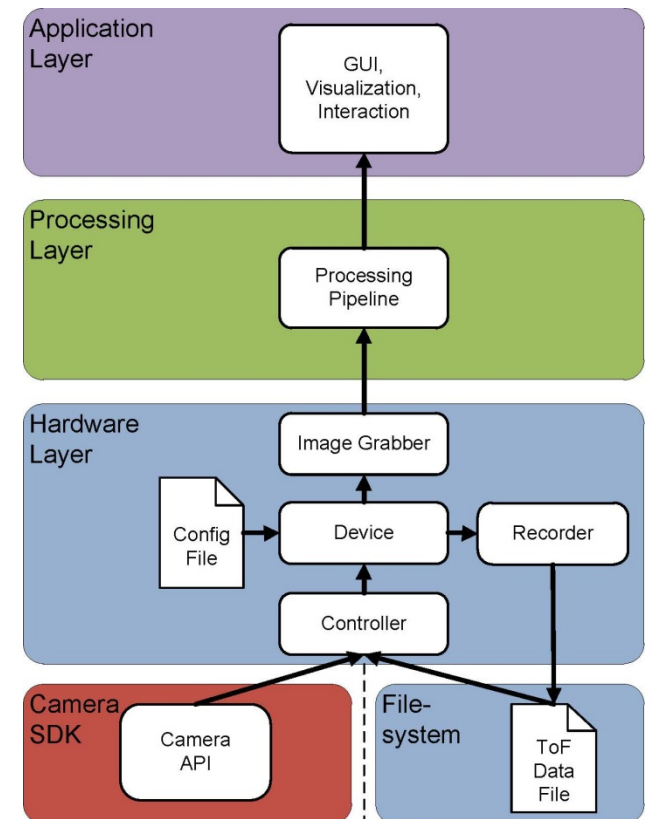 Application
Layer
GUI,
Visualization,
Interaction
Processing
Layer
Processing
Pipeline
Hardware
Layer
Image Grabber
Config
File
Device
Recorder
Controller
Camera
SDK
Camera
API
File-
system
ToF
Data
File